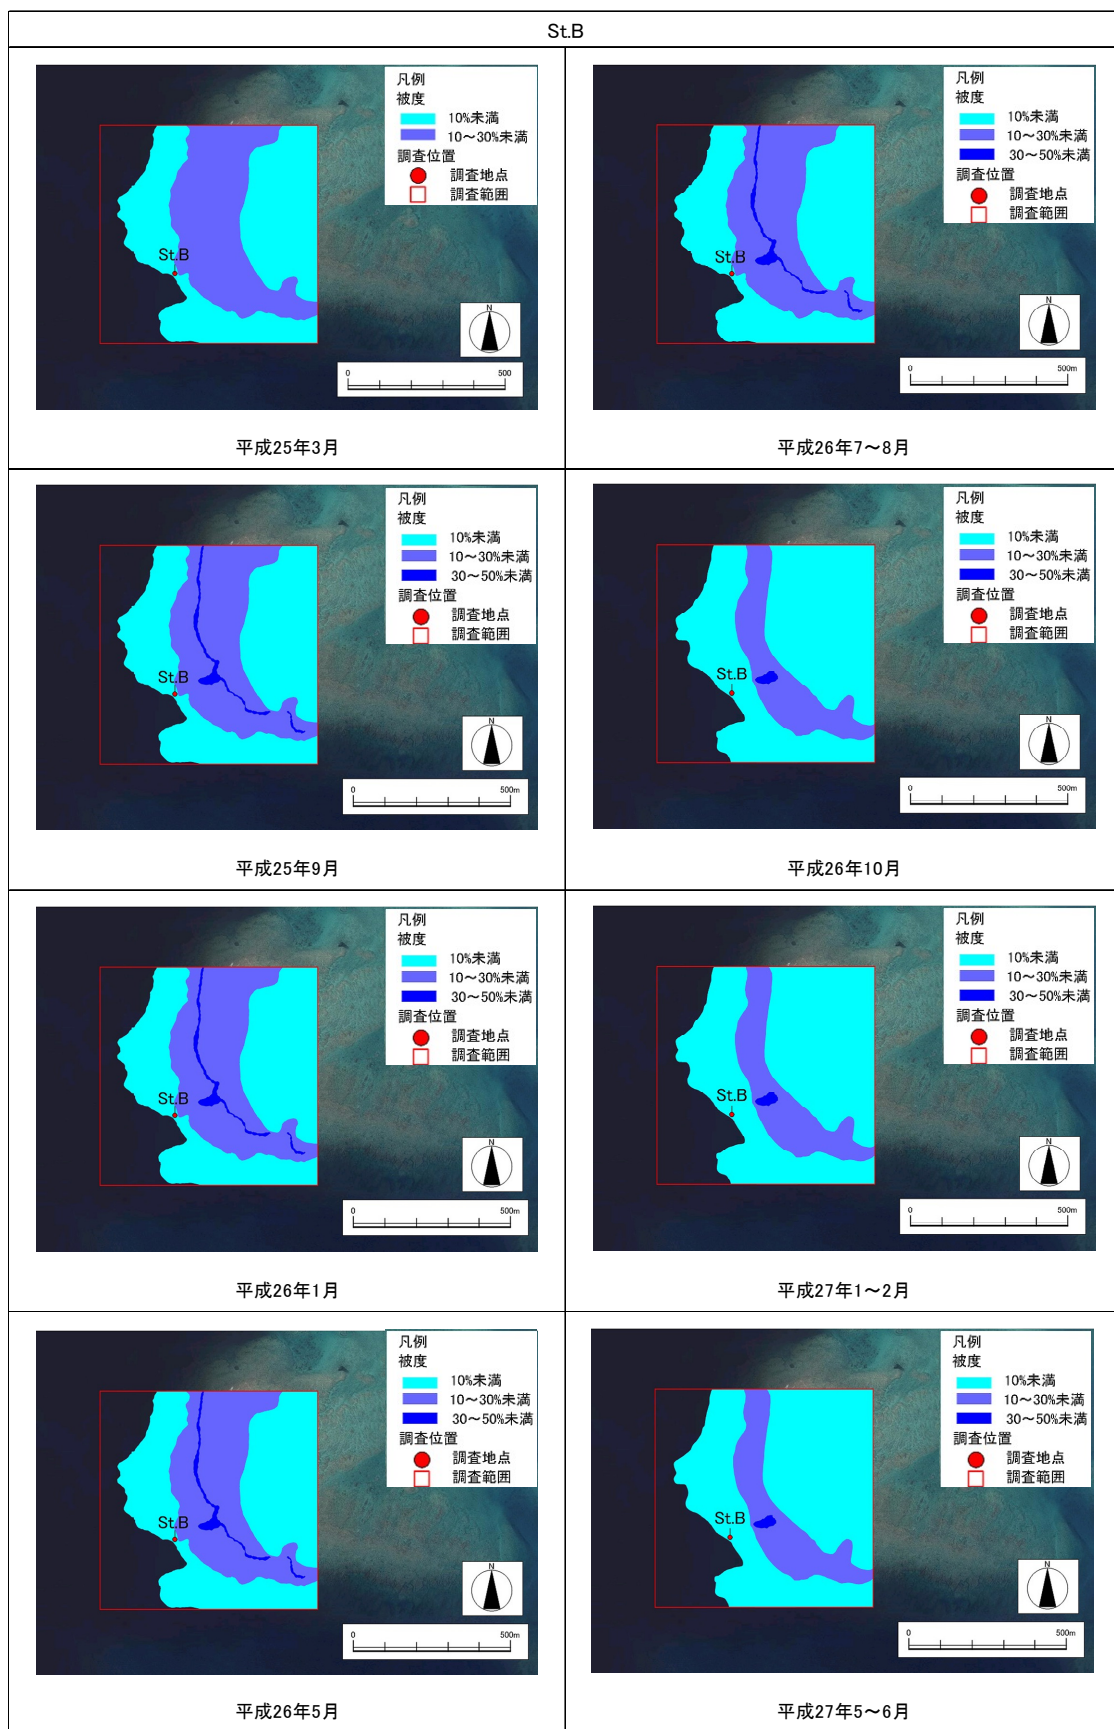 St.B
凡例
被度
10%未満
10～30%未満
調査位置
調査地点
調査範囲
St.B
N
0 500
平成25年3月
凡例
被度
10%未満
10～30%未満
30～50%未満
調査位置
調査地点
調査範囲
St.B
N
0 500m
平成26年7～8月
凡例
被度
10%未満
10～30%未満
30～50%未満
調査位置
調査地点
調査範囲
St.B
N
0 500m
平成25年9月
凡例
被度
10%未満
10～30%未満
30～50%未満
調査位置
調査地点
調査範囲
St.B
N
0 500m
平成26年10月
凡例
被度
10%未満
10～30%未満
30～50%未満
調査位置
調査地点
調査範囲
St.B
N
0 500m
平成26年1月
凡例
被度
10%未満
10～30%未満
30～50%未満
調査位置
調査地点
調査範囲
St.B
N
0 500m
平成27年1～2月
凡例
被度
10%未満
10～30%未満
30～50%未満
調査位置
調査地点
調査範囲
St.B
N
0 500m
平成26年5月
凡例
被度
10%未満
10～30%未満
30～50%未満
調査位置
調査地点
調査範囲
St.B
N
0 500m
平成27年5～6月